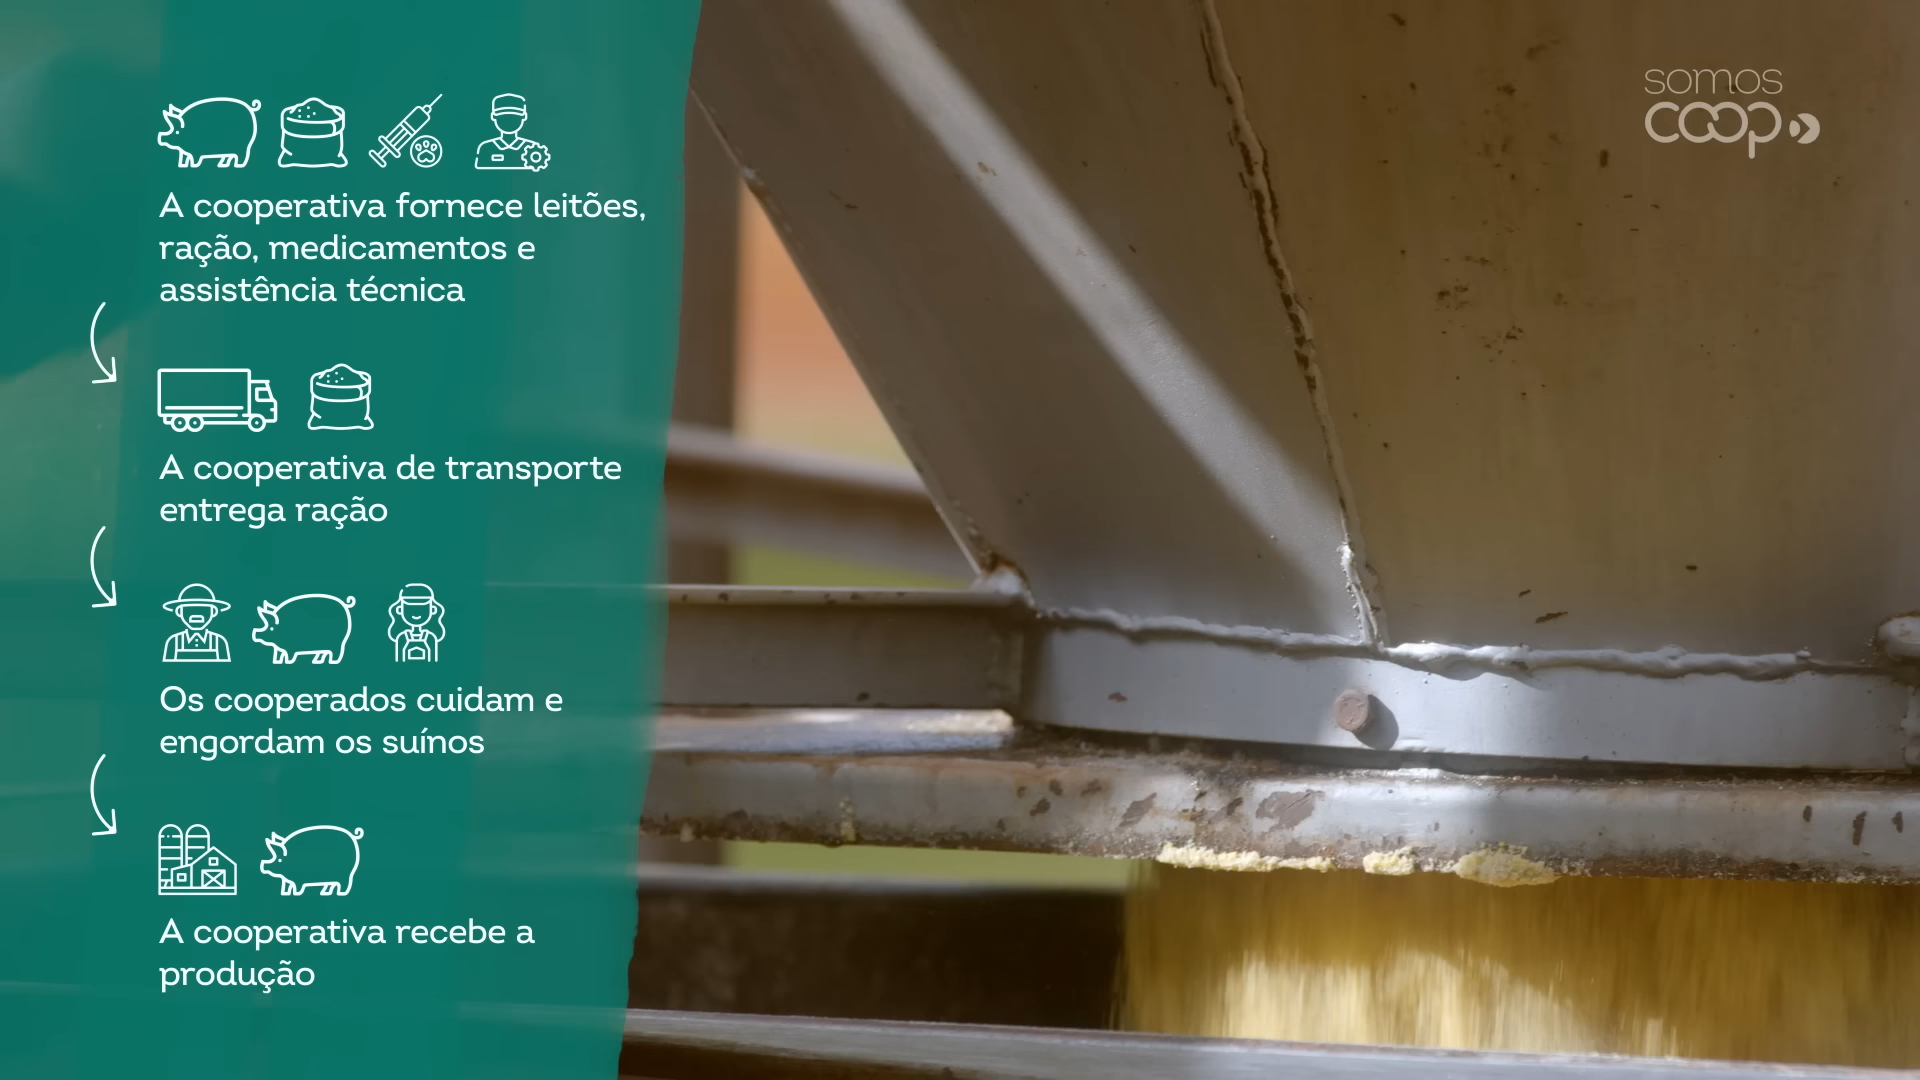 A cooperativa fornece leitões,
ração, medicamentos e
assistência técnica
A cooperativa de transporte
entrega ração
Os cooperados cuidam e
engordam os suínos
A cooperativa recebe a
produção
somos
coop